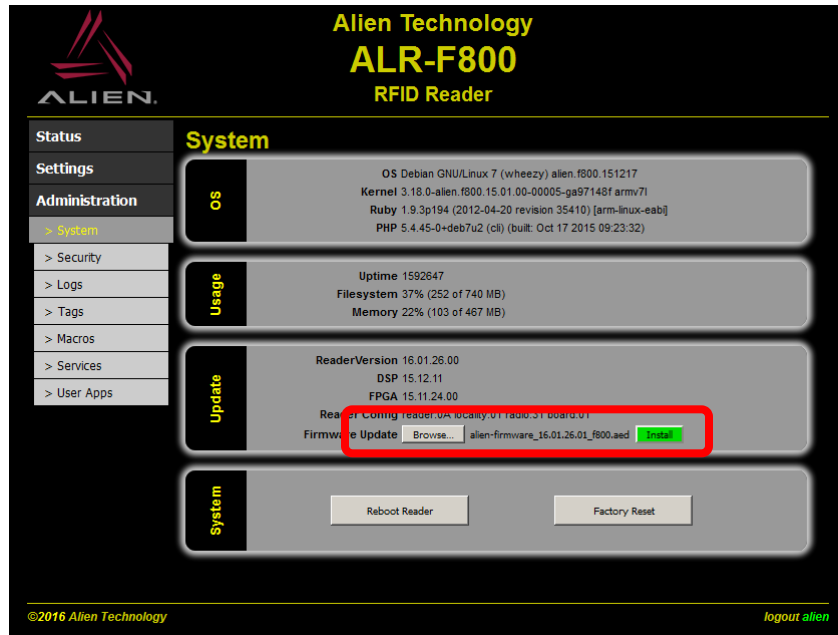 Alien Technology
ALR-F800
RFID Reader
ALIEN.
Status
Settings
Administration
> System
> Security
> Logs
> Tags
> Macros
> Services
> User Apps
System
OS
OS Debian GNU/Linux 7 (wheezy) alien.f800.151217
Kernel 3.18.0-alien.f800.15.01.00-00005-ga97148f armv7l
Ruby 1.9.3p194 (2012-04-20 revision 35410) [arm-linux-eabi]
PHP 5.4.45-0+deb7u2 (cli) (built: Oct 17 2015 09:23:32)
Usage
Uptime 1592647
Filesystem 37% (252 of 740 MB)
Memory 22% (103 of 467 MB)
Update
ReaderVersion 16.01.26.00
DSP 15.12.11
FPGA 15.11.24.00
Reader Config reader:0A locality:01 radio:31 board:01
Firmware Update Browse... alien-firmware_16.01.26.01_f800.aed Install
System
Reboot Reader Factory Reset
©2016 Alien Technology
logout alien